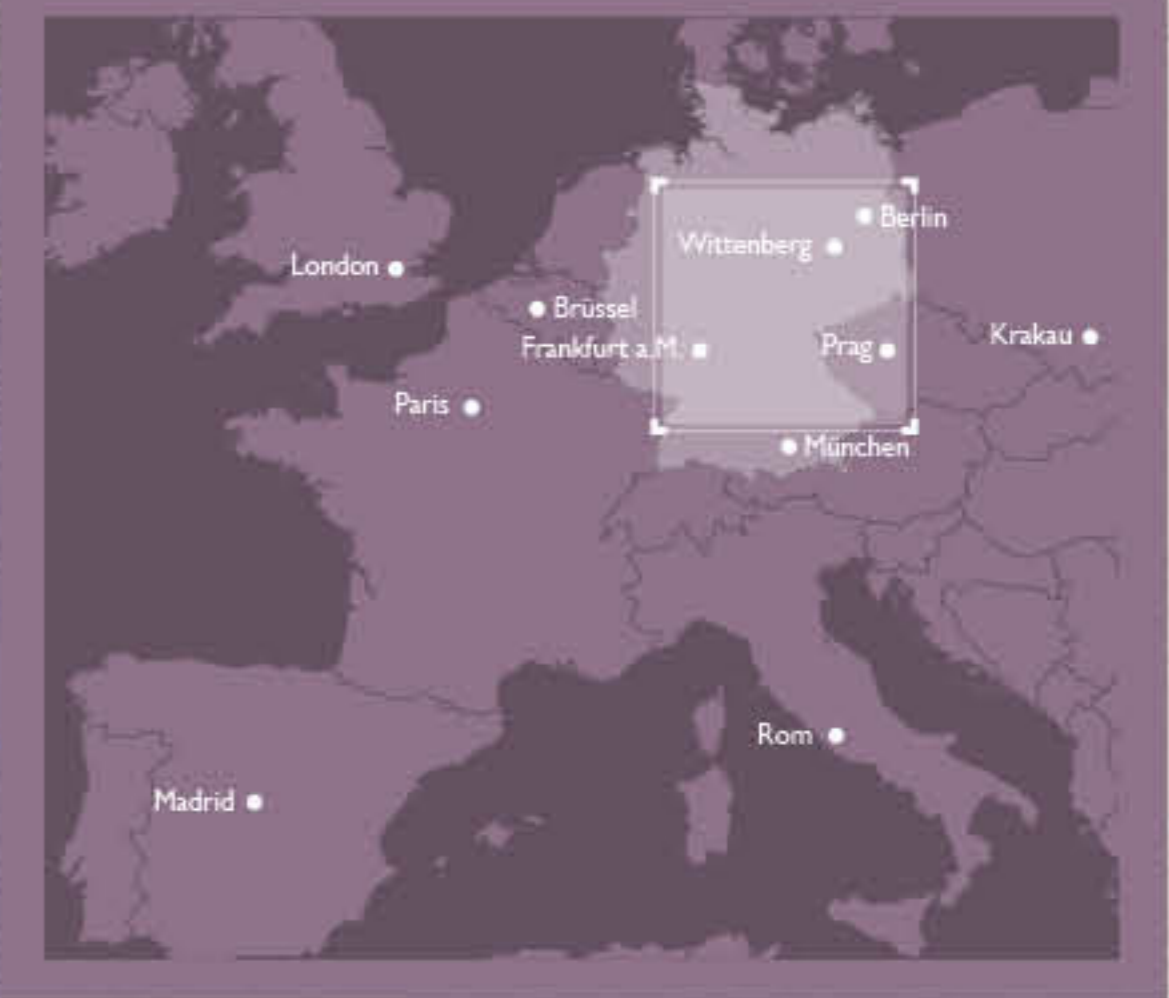 Berlin
Wittenberg
London
Brüssel
Krakau
Frankfurt a.M.
Prag
Paris
München
Rom
Madrid